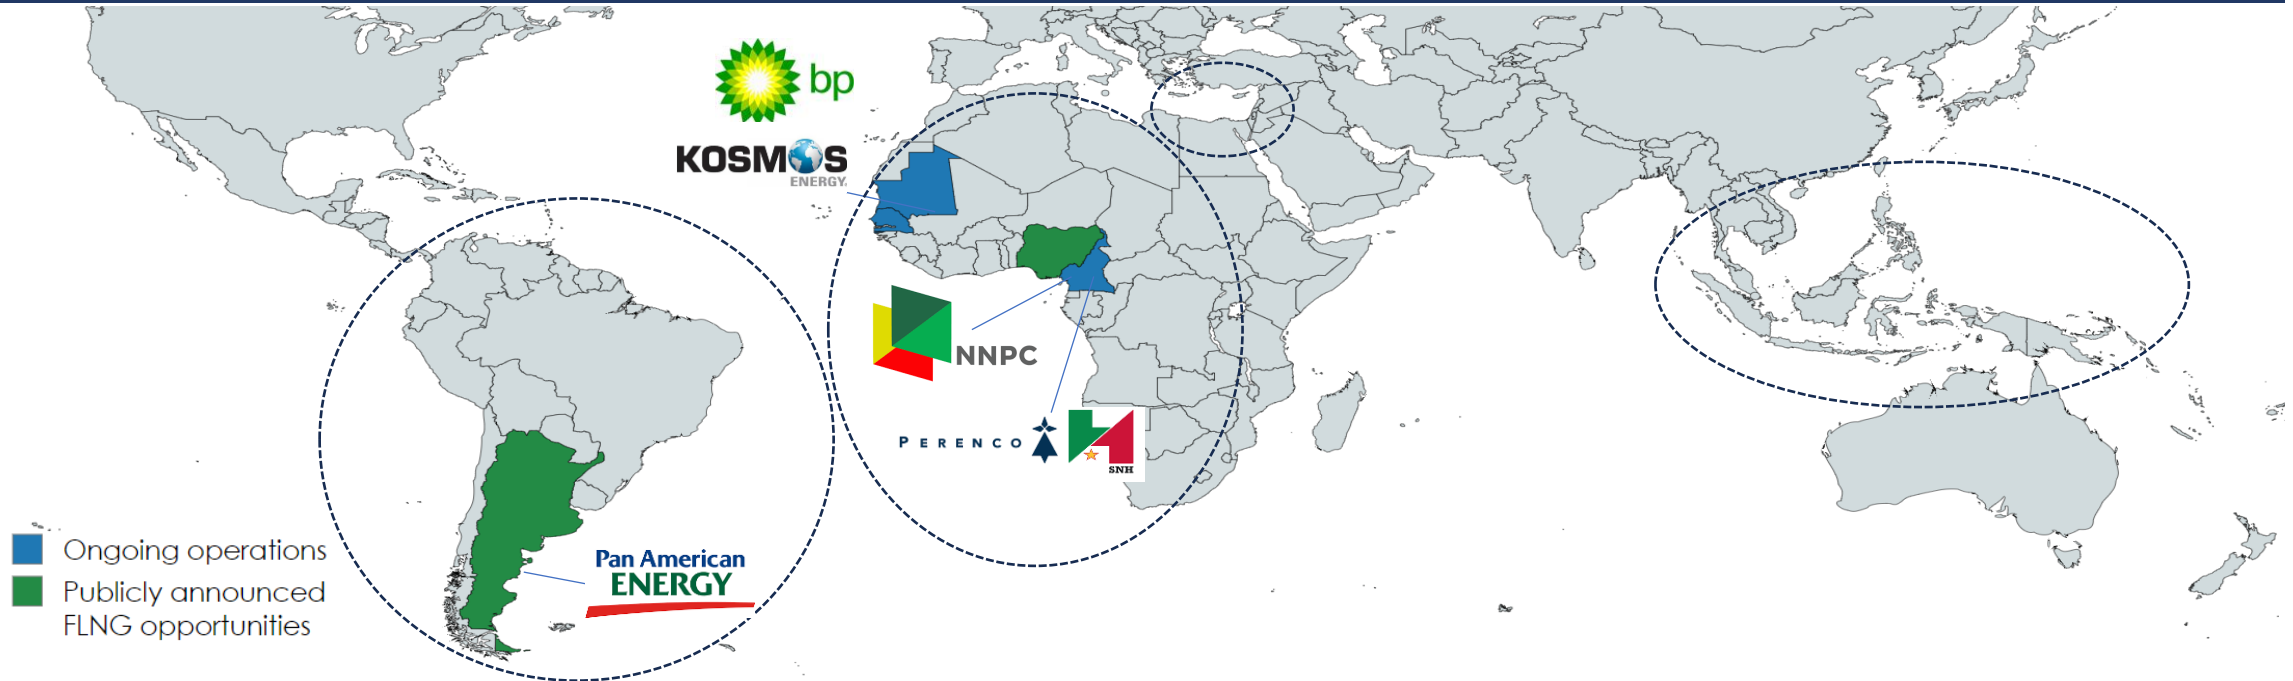 bp
KOSMOS
ENERGY.
NNPC
PERENCO
SNH
Ongoing operations
Publicly announced
FLNG opportunities
Pan American
ENERGY